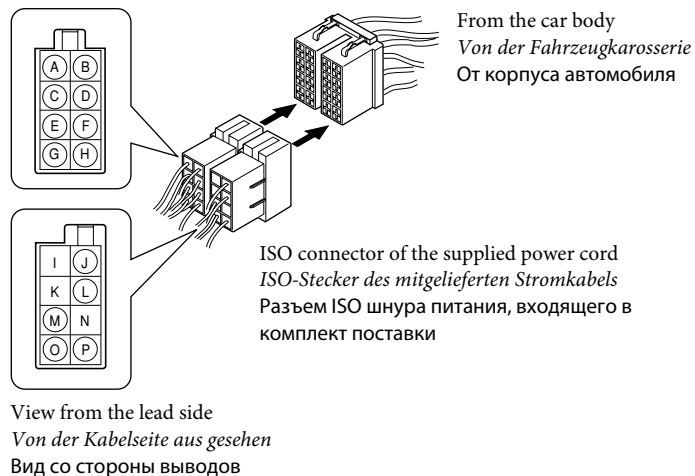 From the car body
Von der Fahrzeugkarosserie
От корпуса автомобиля
A B
C D
E F
G H
I J
K L
M N
O P
ISO connector of the supplied power cord
ISO-Stecker des mitgelieferten Stromkabels
Разъем ISO шнура питания, входящего в
комплект поставки
View from the lead side
Von der Kabelseite aus gesehen
Вид со стороны выводов